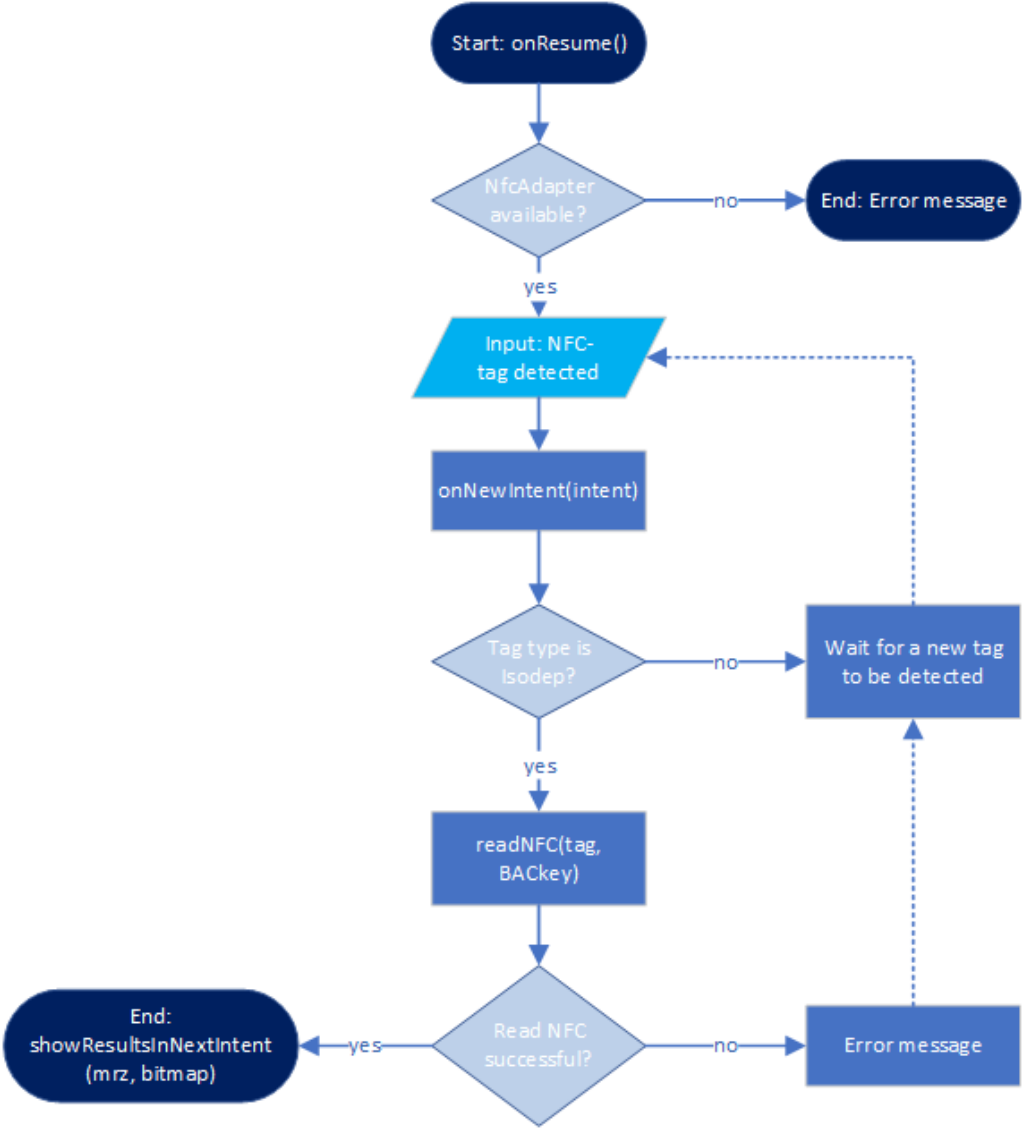 Start: onResume()
NfcAdapter
available?
no
End: Error message
yes
Input: NFC-
tag detected
onNewIntent(intent)
Tag type is
Isodep?
no
Wait for a new tag
to be detected
yes
readNFC(tag,
BACkey)
End:
showResultsInNextIntent
(mrz, bitmap)
yes
Read NFC
successful?
no
Error message